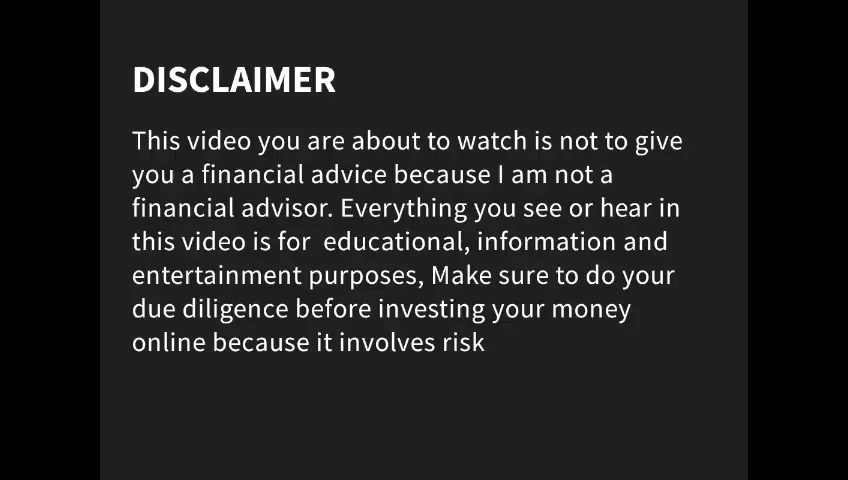 DISCLAIMER
This video you are about to watch is not to give
you a financial advice because I am not a
financial advisor. Everything you see or hear in
this video is for  educational, information and
entertainment purposes, Make sure to do your
due diligence before investing your money
online because it involves risk